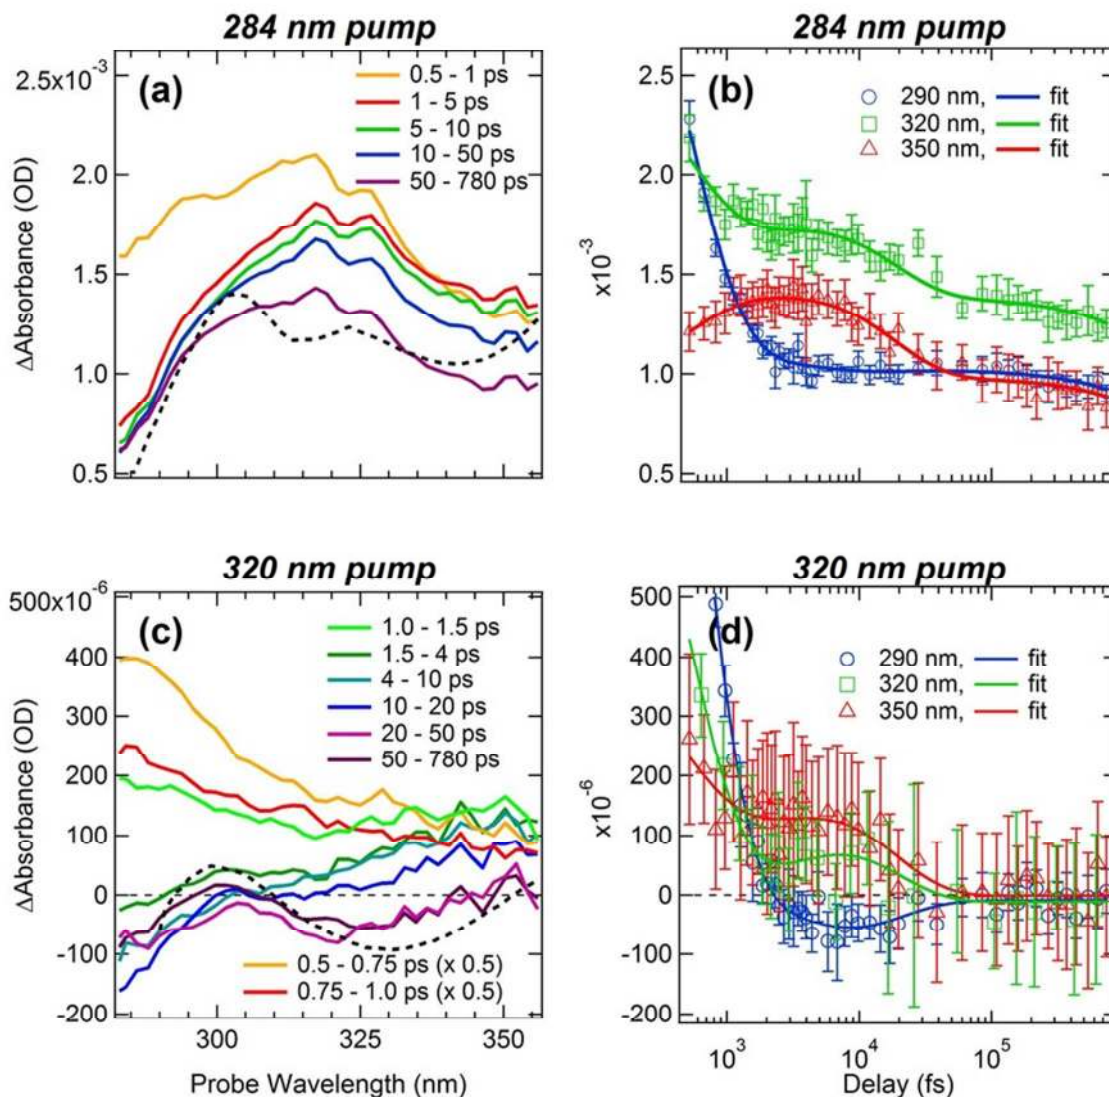 284 nm pump
(a)
2.5x10⁻³
2.0
1.5
1.0
0.5
ΔAbsorbance (OD)
0.5 - 1 ps
1 - 5 ps
5 - 10 ps
10 - 50 ps
50 - 780 ps
284 nm pump
(b)
2.5
2.0
1.5
1.0
0.5
x10⁻³
290 nm, fit
320 nm, fit
350 nm, fit
320 nm pump
(c)
500x10⁻⁶
400
300
200
100
0
-100
-200
ΔAbsorbance (OD)
1.0 - 1.5 ps
1.5 - 4 ps
4 - 10 ps
10 - 20 ps
20 - 50 ps
50 - 780 ps
0.5 - 0.75 ps (x 0.5)
0.75 - 1.0 ps (x 0.5)
300 325 350
Probe Wavelength (nm)
320 nm pump
(d)
500
400
300
200
100
0
-100
-200
x10⁻⁶
290 nm, fit
320 nm, fit
350 nm, fit
10³ 10⁴ 10⁵
Delay (fs)